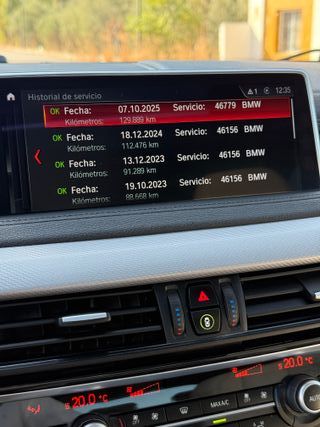 Historial de servicio 1 12:35
OK Fecha: 07.10.2025 Servicio: 46779 BMW
Kilómetros: 129.889 km
OK Fecha: 18.12.2024 Servicio: 46156 BMW
Kilómetros: 112.476 km
OK Fecha: 13.12.2023 Servicio: 46156 BMW
Kilómetros: 91.289 km
OK Fecha: 19.10.2023 Servicio: 46156 BMW
Kilómetros: 88.668 km
S 20.0 °C S 20.0 °C
MAX A/C